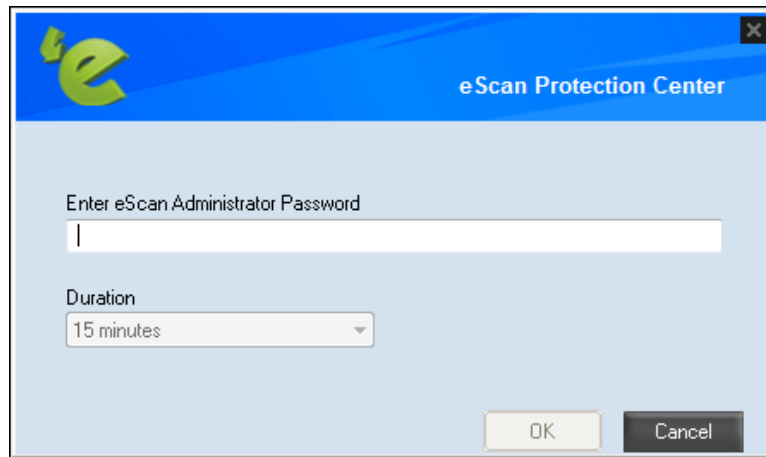 eScan Protection Center
Enter eScan Administrator Password
Duration
15 minutes
OK
Cancel